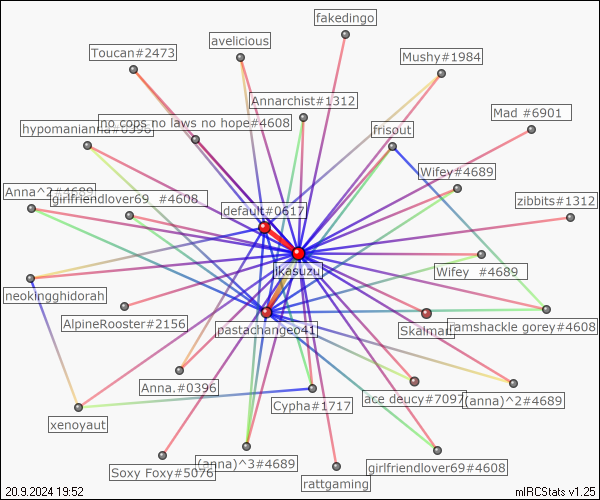 fakedingo
avelicious
Toucan#2473
Mushy#1984
Annarchist#1312
Mad #6901
no cops no laws no hope#4608
hypomanianna#0396
frisout
Wifey#4689
Anna^2#4689
girlfriendlover69 #4608
zibbits#1312
default#0617
Wifey #4689
ikasuzu
neokingghidorah
AlpineRooster#2156
pastachangeo41
Skalman
ramshackle gorey#4608
Anna.#0396
ace deucy#7097
(anna)^2#4689
Cypha#1717
xenoyaut
(anna)^3#4689
girlfriendlover69#4608
Soxy Foxy#5076
rattgang
20.9.2024 19:52
mIRCStats v1.25